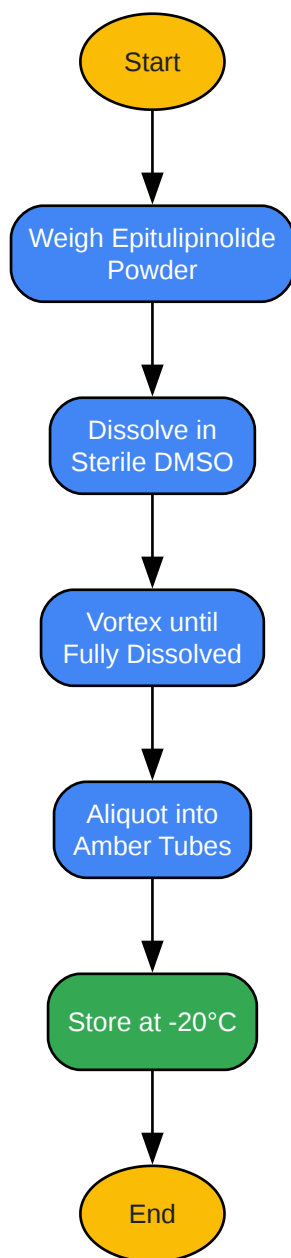 Start
Weigh Epitulipinolide
Powder
Dissolve in
Sterile DMSO
Vortex until
Fully Dissolved
Aliquot into
Amber Tubes
Store at -20°C
End